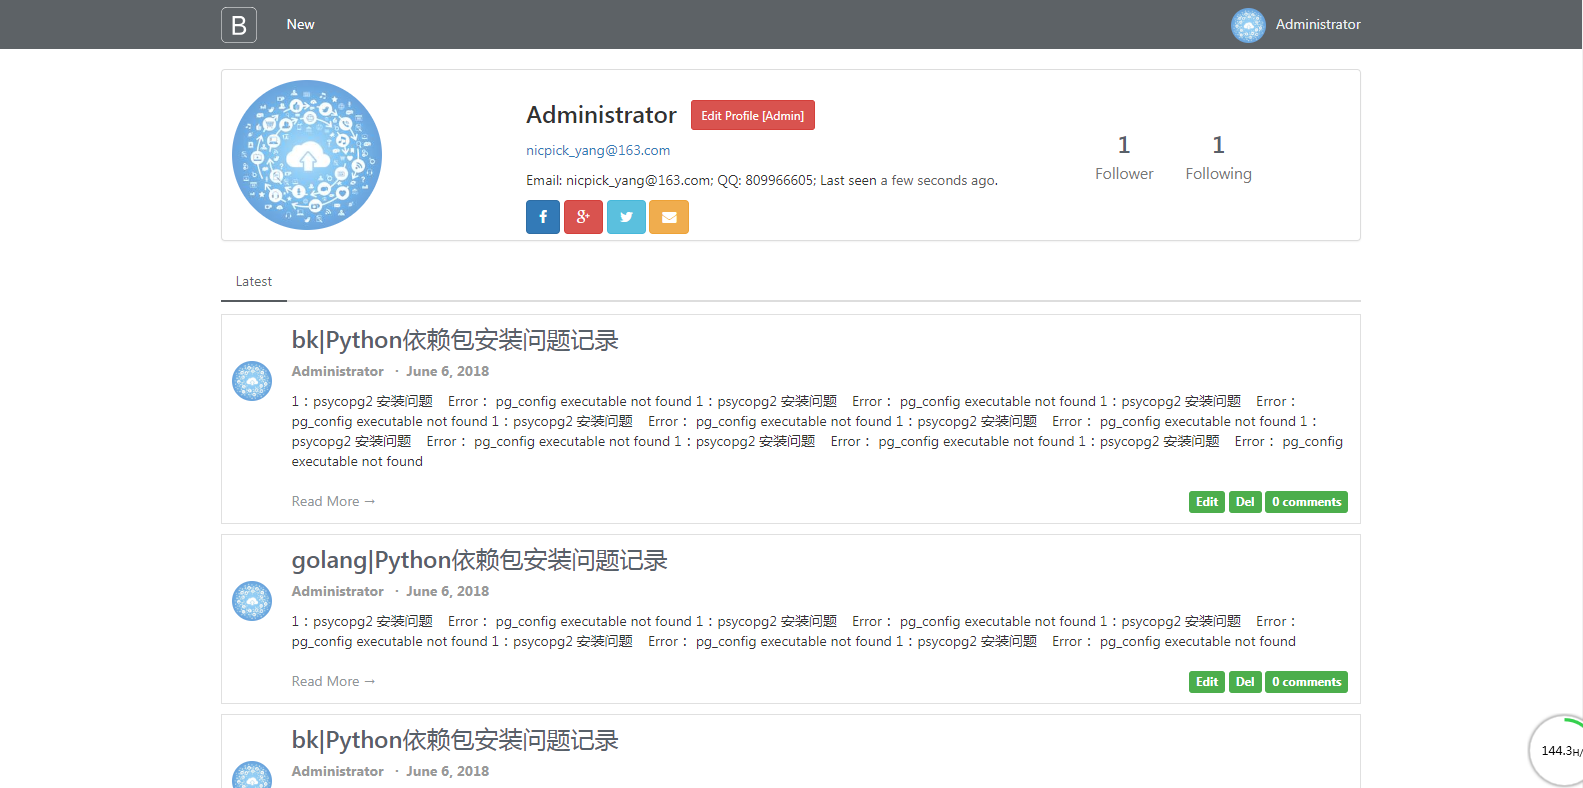 B New Administrator
Administrator Edit Profile [Admin]
nicpick_yang@163.com
Email: nicpick_yang@163.com; QQ: 809966605; Last seen a few seconds ago.
1 1
Follower Following
Latest
bk|Python依赖包安装问题记录
Administrator · June 6, 2018
1：psycopg2 安装问题 Error： pg_config executable not found 1：psycopg2 安装问题 Error： pg_config executable not found 1：psycopg2 安装问题 Error：
pg_config executable not found 1：psycopg2 安装问题 Error： pg_config executable not found 1：psycopg2 安装问题 Error： pg_config executable not found 1：
psycopg2 安装问题 Error： pg_config executable not found 1：psycopg2 安装问题 Error： pg_config executable not found 1：psycopg2 安装问题 Error： pg_config
executable not found
Read More → Edit Del 0 comments
golang|Python依赖包安装问题记录
Administrator · June 6, 2018
1：psycopg2 安装问题 Error： pg_config executable not found 1：psycopg2 安装问题 Error： pg_config executable not found 1：psycopg2 安装问题 Error：
pg_config executable not found 1：psycopg2 安装问题 Error： pg_config executable not found 1：psycopg2 安装问题 Error： pg_config executable not found
Read More → Edit Del 0 comments
bk|Python依赖包安装问题记录
Administrator · June 6, 2018
144.3H/